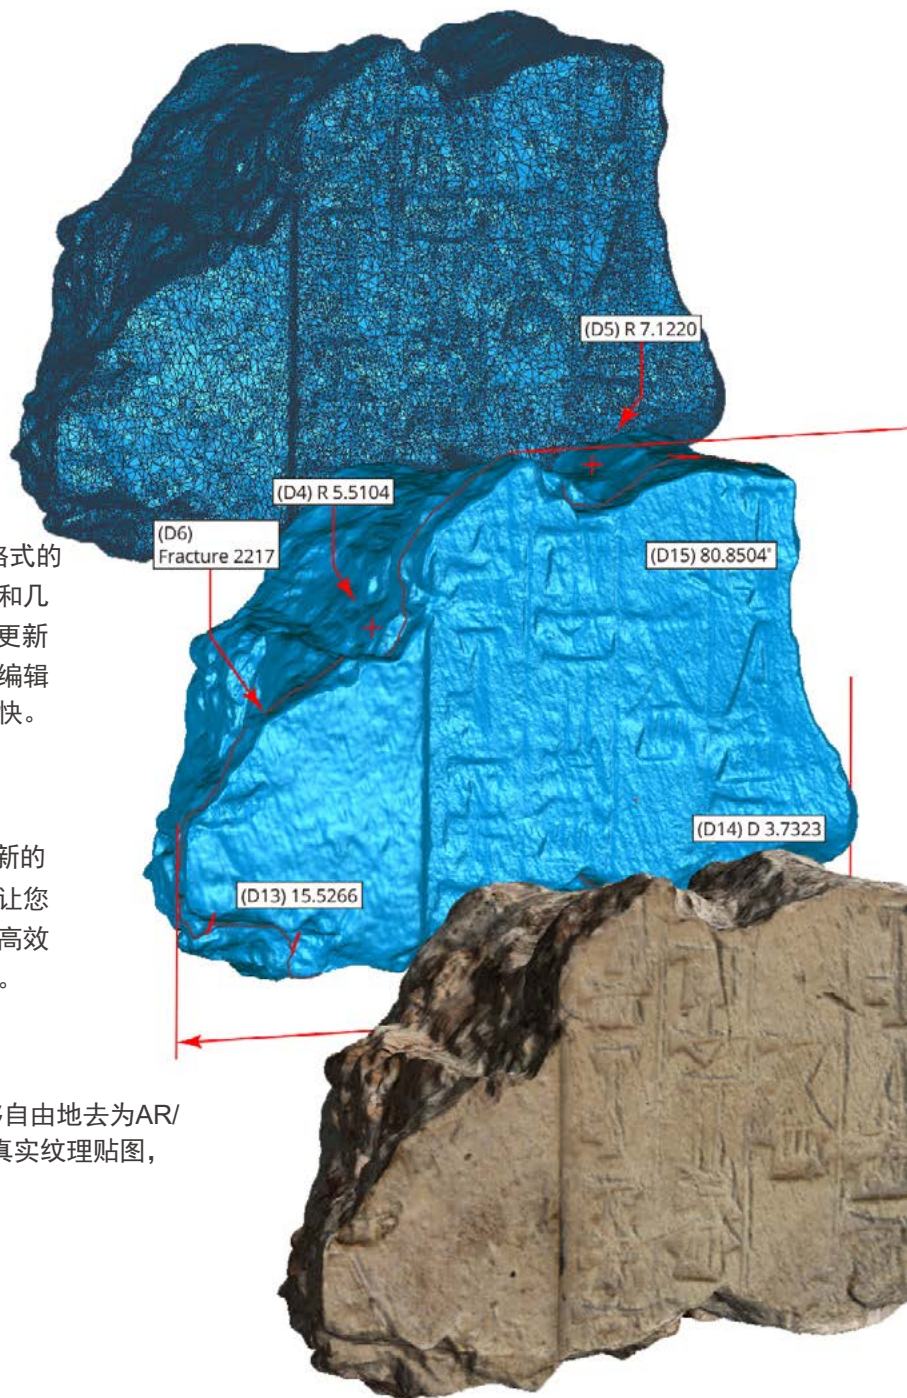 (D5) R 7.1220
(D4) R 5.5104
(D6)
Fracture 2217
(D15) 80.8504°
(D14) D 3.7323
(D13) 15.5266
格式的
和几
更新
编辑
快。
新的
让您
高效
。
自由地去为AR/
真实纹理贴图，